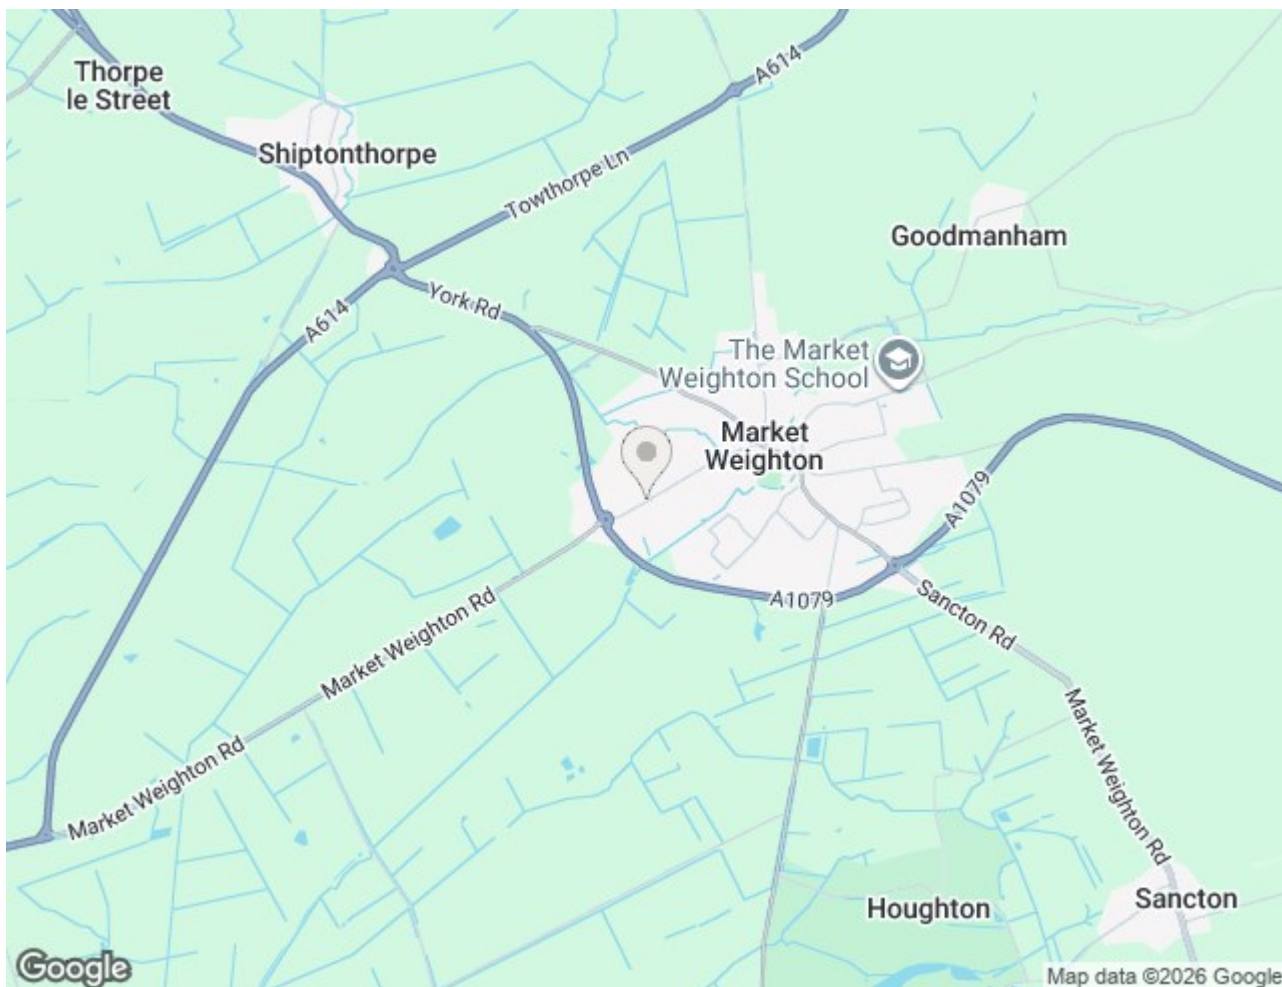 Thorpe
le Street
A614
Shiptonthorpe
Towthorpe Ln
Goodmanham
York Rd
A614
The Market
Weighton School
Market
Weighton
A1079
A1079
Sancton Rd
Market Weighton Rd
Market Weighton Rd
Market Weighton Rd
Houghton
Sancton
Google
Map data ©2026 Google